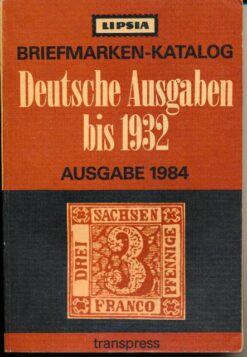 LIPSIA
BRIEFMARKEN-KATALOG
Deutsche Ausgaben
bis 1932
AUSGABE 1984
SACHSEN
DREI
3
PFENNIGE
FRANCO
transpress